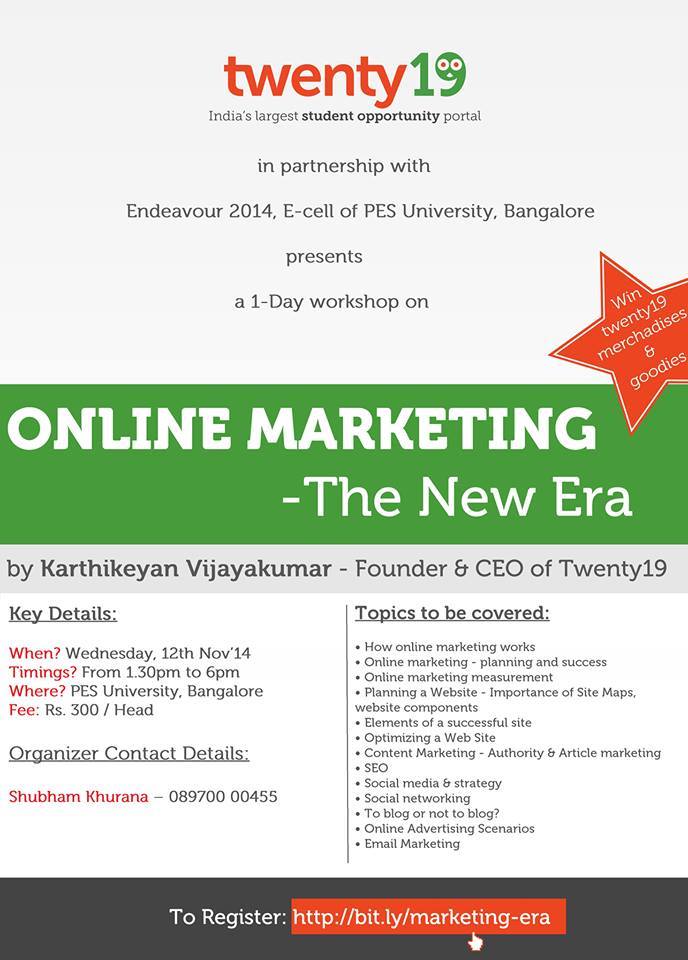 twenty19
India's largest student opportunity portal
in partnership with
Endeavour 2014, E-cell of PES University, Bangalore
presents
a 1-Day workshop on
Win
twenty19
merchadises
&
goodies
ONLINE MARKETING
-The New Era
by Karthikeyan Vijayakumar - Founder & CEO of Twenty19
Key Details:
When? Wednesday, 12th Nov'14
Timings? From 1.30pm to 6pm
Where? PES University, Bangalore
Fee: Rs. 300 / Head
Organizer Contact Details:
Shubham Khurana – 089700 00455
Topics to be covered:
• How online marketing works
• Online marketing - planning and success
• Online marketing measurement
• Planning a Website - Importance of Site Maps,
website components
• Elements of a successful site
• Optimizing a Web Site
• Content Marketing - Authority & Article marketing
• SEO
• Social media & strategy
• Social networking
• To blog or not to blog?
• Online Advertising Scenarios
• Email Marketing
To Register: http://bit.ly/marketing-era